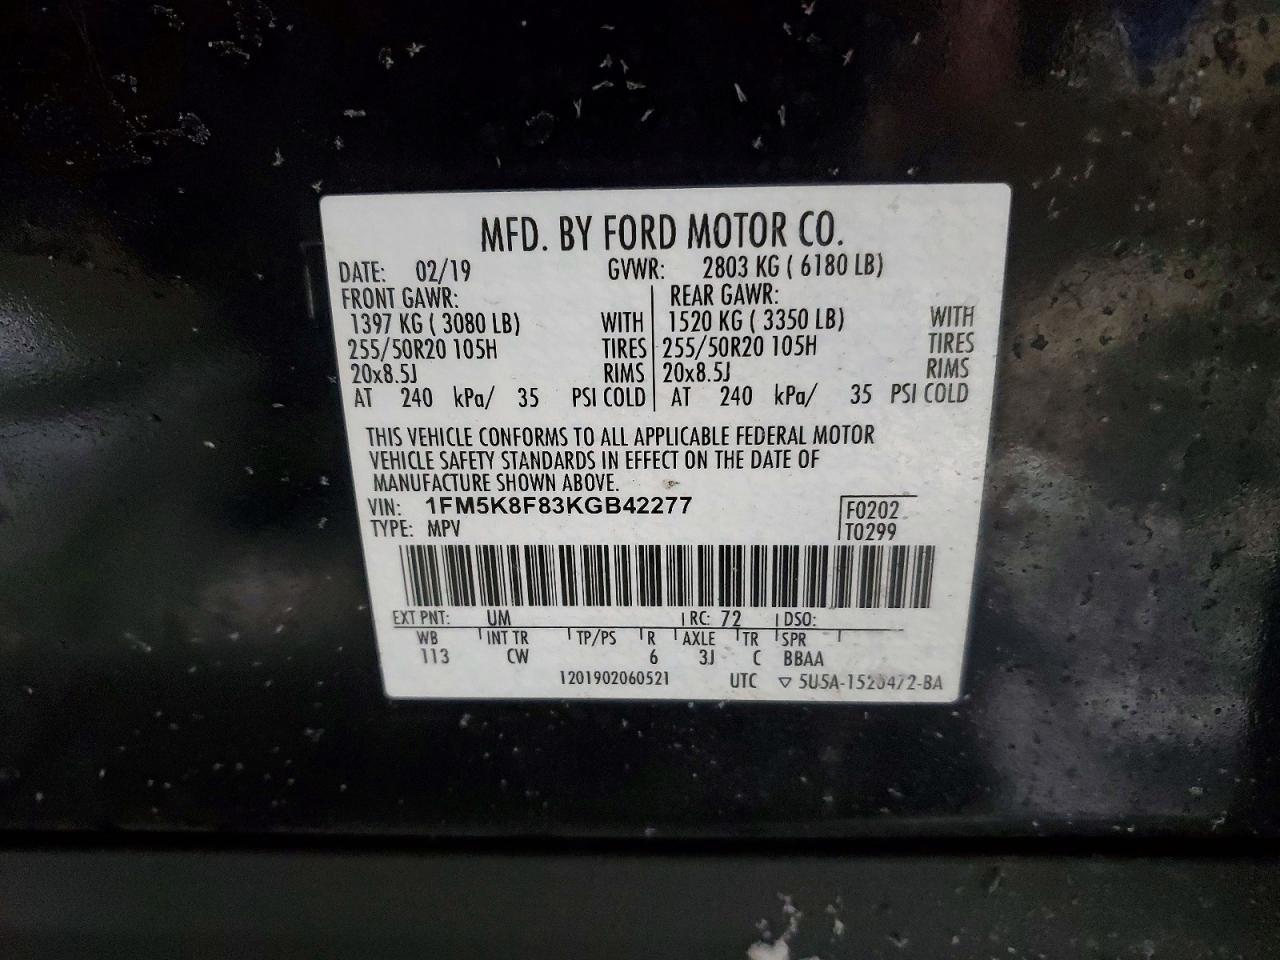 MFD. BY FORD MOTOR CO.
DATE: 02/19 GVWR: 2803 KG ( 6180 LB)
FRONT GAWR: REAR GAWR:
1397 KG ( 3080 LB) WITH 1520 KG ( 3350 LB) WITH
255/50R20 105H TIRES 255/50R20 105H TIRES
20x8.5J RIMS 20x8.5J RIMS
AT 240 kPa/ 35 PSI COLD AT 240 kPa/ 35 PSI COLD
THIS VEHICLE CONFORMS TO ALL APPLICABLE FEDERAL MOTOR
VEHICLE SAFETY STANDARDS IN EFFECT ON THE DATE OF
MANUFACTURE SHOWN ABOVE.
VIN: 1FM5K8F83KGB42277 F0202
TYPE: MPV T0299
EXT PNT: UM RC: 72 DSO:
WB INT TR TP/PS R AXLE TR SPR
113 CW 6 3J C BBAA
1201902060521 UTC ▽